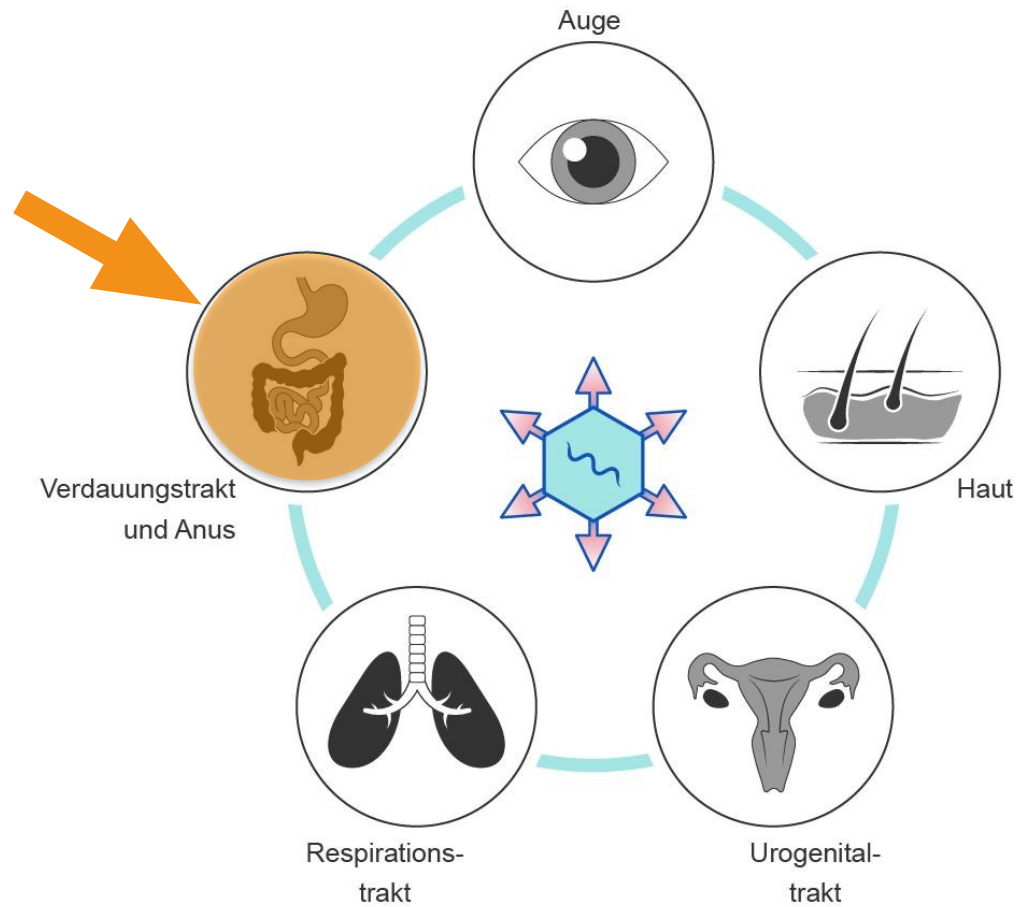 Auge
Haut
Verdauungstrakt
und Anus
Respirations-
trakt
Urogenital-
trakt